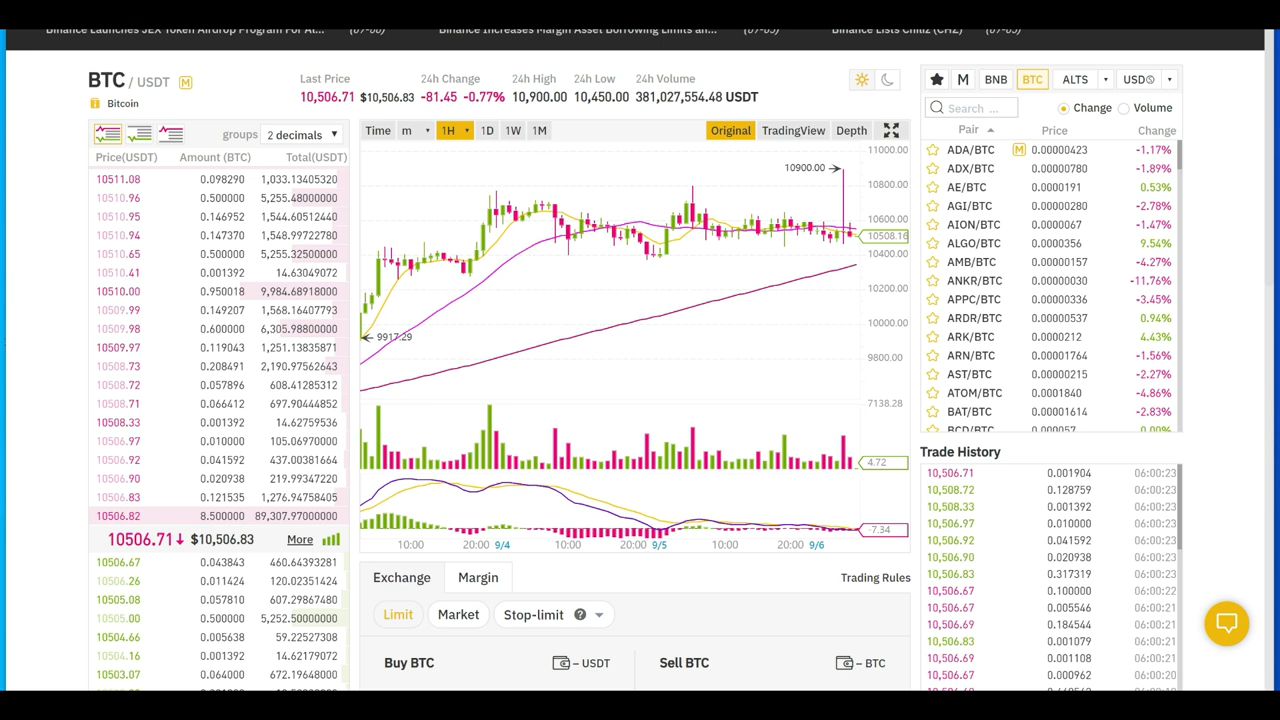 Binance Launches JEX Token Airdrop Program For Al... (09-06) Binance Increases Margin Asset Borrowing Limits an... (09-05) Binance Lists Chiliz (CHZ) (09-05)
BTC / USDT M
Bitcoin
Last Price 24h Change 24h High 24h Low 24h Volume
10,506.71 $10,506.83 -81.45 -0.77% 10,900.00 10,450.00 381,027,554.48 USDT
groups 2 decimals
Price(USDT) Amount (BTC) Total(USDT)
10511.08 0.098290 1,033.13405320
10510.96 0.500000 5,255.48000000
10510.95 0.146952 1,544.60512440
10510.94 0.147370 1,548.99722780
10510.65 0.500000 5,255.32500000
10510.41 0.001392 14.63049072
10510.00 0.950018 9,984.68918000
10509.99 0.149207 1,568.16407793
10509.98 0.600000 6,305.98800000
10509.97 0.119043 1,251.13835871
10508.73 0.208491 2,190.97562643
10508.72 0.057896 608.41285312
10508.71 0.066412 697.90444852
10508.33 0.001392 14.62759536
10506.97 0.010000 105.06970000
10506.92 0.041592 437.00381664
10506.90 0.020938 219.99347220
10506.83 0.121535 1,276.94758405
10506.82 8.500000 89,307.97000000
10506.71↓ $10,506.83 More
10506.67 0.043843 460.64393281
10506.26 0.011424 120.02351424
10505.08 0.057810 607.29867480
10505.00 0.500000 5,252.50000000
10504.66 0.005638 59.22527308
10504.16 0.001392 14.62179072
10503.07 0.064000 672.19648000
Time m 1H 1D 1W 1M Original TradingView Depth
11000.00
10900.00
10800.00
10600.00
10508.16
10400.00
10200.00
10000.00
9917.29
9800.00
7138.28
4.72
-7.34
10:00 20:00 9/4 10:00 20:00 9/5 10:00 20:00 9/6
Exchange Margin Trading Rules
Limit Market Stop-limit ?
Buy BTC – USDT Sell BTC – BTC
M BNB BTC ALTS USDⓈ
Search ... Change Volume
Pair Price Change
ADA/BTC M 0.00000423 -1.17%
ADX/BTC 0.00000780 -1.89%
AE/BTC 0.0000191 0.53%
AGI/BTC 0.00000280 -2.78%
AION/BTC 0.0000067 -1.47%
ALGO/BTC 0.0000356 9.54%
AMB/BTC 0.00000157 -4.27%
ANKR/BTC 0.00000030 -11.76%
APPC/BTC 0.00000336 -3.45%
ARDR/BTC 0.00000537 0.94%
ARK/BTC 0.0000212 4.43%
ARN/BTC 0.00001764 -1.56%
AST/BTC 0.00000215 -2.27%
ATOM/BTC 0.0001840 -4.86%
BAT/BTC 0.00001614 -2.83%
BCD/BTC 0.000057 0.00%
Trade History
10,506.71 0.001904 06:00:23
10,508.72 0.128759 06:00:23
10,508.33 0.001392 06:00:23
10,506.97 0.010000 06:00:23
10,506.92 0.041592 06:00:23
10,506.90 0.020938 06:00:23
10,506.83 0.317319 06:00:23
10,506.67 0.100000 06:00:22
10,506.67 0.005546 06:00:21
10,506.69 0.184544 06:00:21
10,506.83 0.001079 06:00:21
10,506.69 0.001108 06:00:21
10,506.67 0.000962 06:00:20